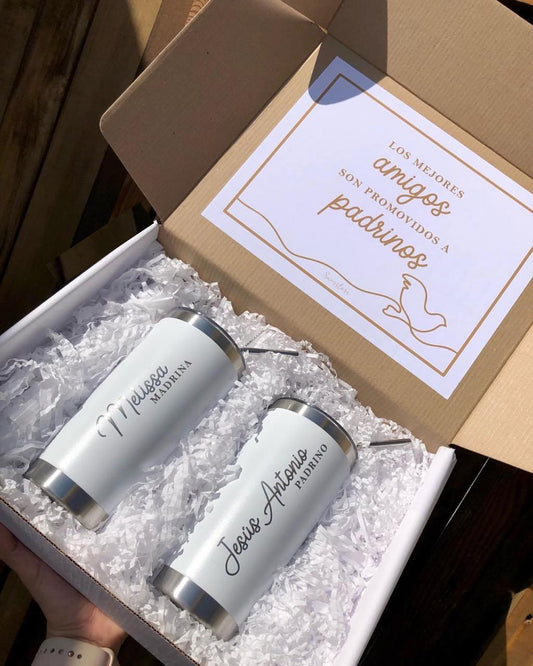 LOS MEJORES
amigos
SON PROMOVIDOS A
padrinos
Melissa
MADRINA
Jesús Antonio
PADRINO